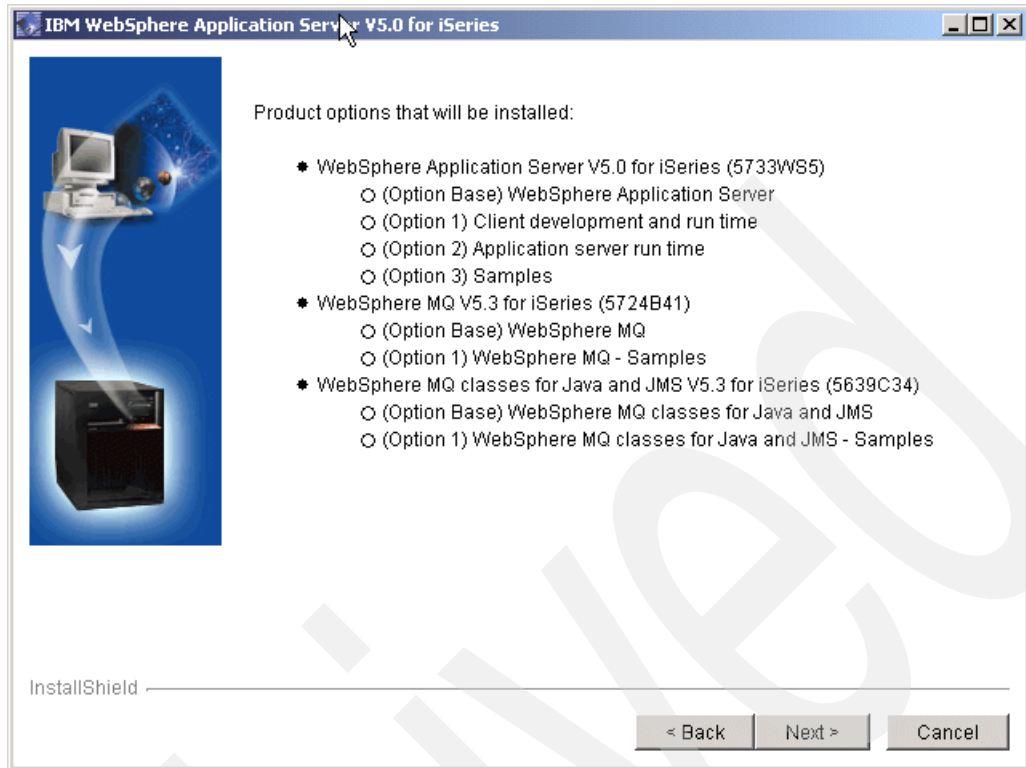 IBM WebSphere Application Server V5.0 for iSeries
Product options that will be installed:
WebSphere Application Server V5.0 for iSeries (5733WS5)
(Option Base) WebSphere Application Server
(Option 1) Client development and run time
(Option 2) Application server run time
(Option 3) Samples
WebSphere MQ V5.3 for iSeries (5724B41)
(Option Base) WebSphere MQ
(Option 1) WebSphere MQ - Samples
WebSphere MQ classes for Java and JMS V5.3 for iSeries (5639C34)
(Option Base) WebSphere MQ classes for Java and JMS
(Option 1) WebSphere MQ classes for Java and JMS - Samples
InstallShield
< Back Next > Cancel